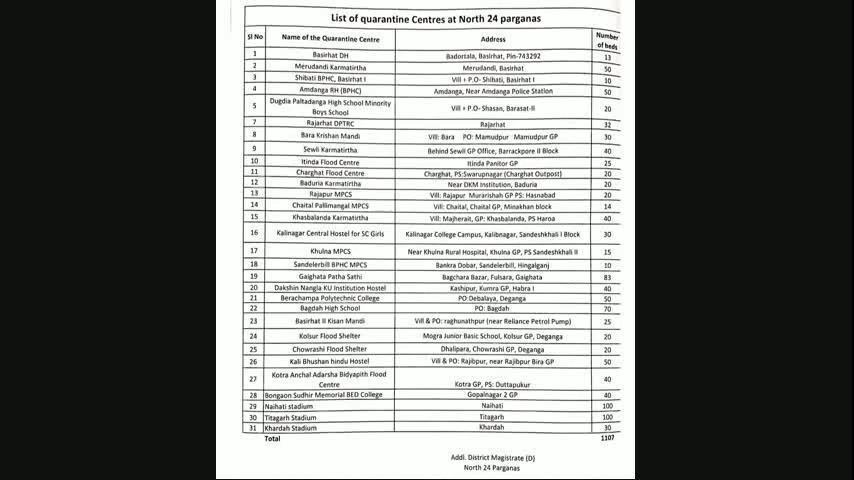 List of quarantine Centres at North 24 parganas
Sl No Name of the Quarantine Centre Address Number of beds
1 Basirhat DH Badortala, Basirhat, Pin-743292 13
2 Merudandi Karmatirtha Merudandi, Basirhat 50
3 Shibati BPHC, Basirhat I Vill + P.O- Shibati, Basirhat I 10
4 Amdanga RH (BPHC) Amdanga, Near Amdanga Police Station 50
5 Dugdia Paltadanga High School Minority Boys School Vill + P.O- Shasan, Barasat-II 20
7 Rajarhat DPTRC Rajarhat 32
8 Bara Krishan Mandi Vill: Bara PO: Mamudpur Mamudpur GP 30
9 Sewli Karmatirtha Behind Sewli GP Office, Barrackpore II Block 40
10 Itinda Flood Centre Itinda Panitor GP 25
11 Charghat Flood Centre Charghat, PS:Swarupnagar (Charghat Outpost) 20
12 Baduria Karmatirtha Near DKM Institution, Baduria 20
13 Rajapur MPCS Vill: Rajapur Murarishah GP PS: Hasnabad 20
14 Chaital Pallimangal MPCS Vill: Chaital, Chaital GP, Minakhan block 14
15 Khasbalanda Karmatirtha Vill: Majherait, GP: Khasbalanda, PS Haroa 40
16 Kalinagar Central Hostel for SC Girls Kalinagar College Campus, Kalibnagar, Sandeshkhali I Block 30
17 Khulna MPCS Near Khulna Rural Hospital, Khulna GP, PS Sandeshkhali II 15
18 Sandelerbill BPHC MPCS Bankra Dobar, Sandelerbill, Hingalganj 10
19 Gaighata Patha Sathi Bagchara Bazar, Fulsara, Gaighata 83
20 Dakshin Nangla KU Institution Hostel Kashipur, Kumra GP, Habra I 40
21 Berachampa Polytechnic College PO:Debalaya, Deganga 50
22 Bagdah High School PO: Bagdah 70
23 Basirhat II Kisan Mandi Vill & PO: raghunathpur (near Reliance Petrol Pump) 25
24 Kolsur Flood Shelter Mogra Junior Basic School, Kolsur GP, Deganga 20
25 Chowrashi Flood Shelter Dhalipara, Chowrashi GP, Deganga 20
26 Kali Bhushan hindu Hostel Vill & PO: Rajibpur, near Rajibpur Bira GP 50
27 Kotra Anchal Adarsha Bidyapith Flood Centre Kotra GP, PS: Duttapukur 40
28 Bongaon Sudhir Memorial BED College Gopalnagar 2 GP 40
29 Naihati stadium Naihati 100
30 Titagarh Stadium Titagarh 100
31 Khardah Stadium Khardah 30
Total 1107
Addl. District Magistrate (D)
North 24 Parganas